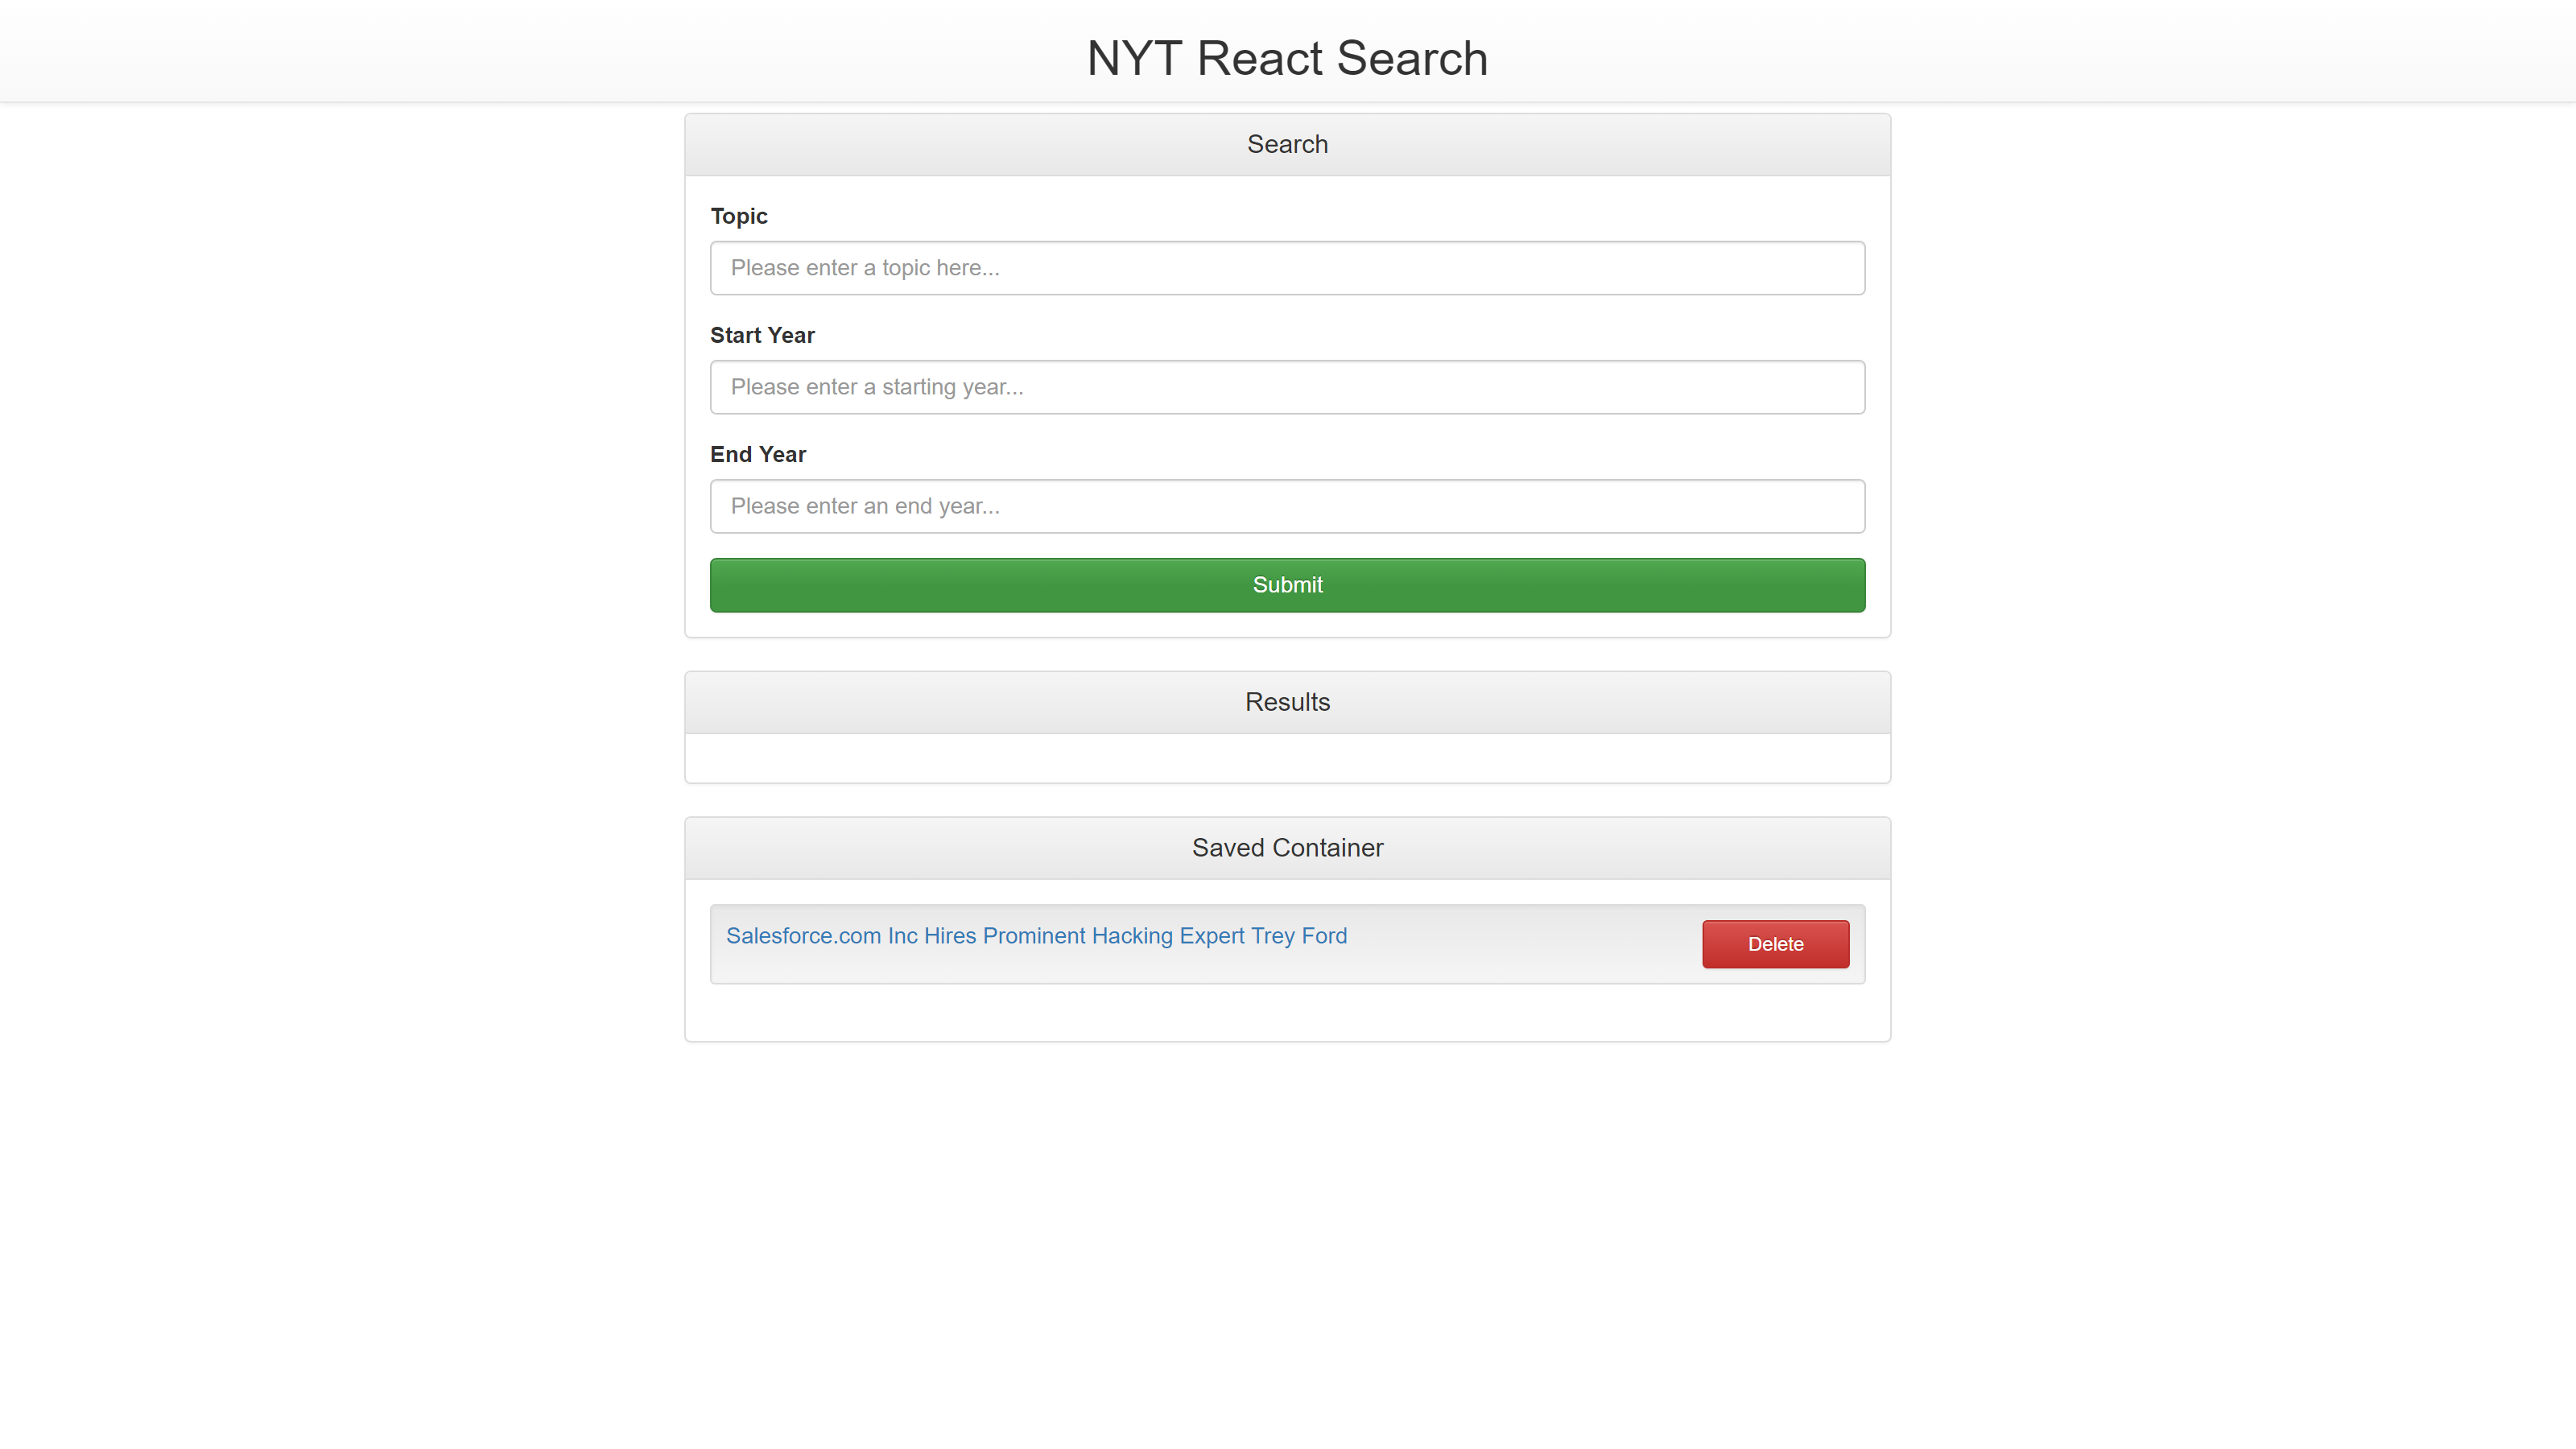 NYT React Search
Search
Topic
Please enter a topic here...
Start Year
Please enter a starting year...
End Year
Please enter an end year...
Submit
Results
Saved Container
Salesforce.com Inc Hires Prominent Hacking Expert Trey Ford
Delete